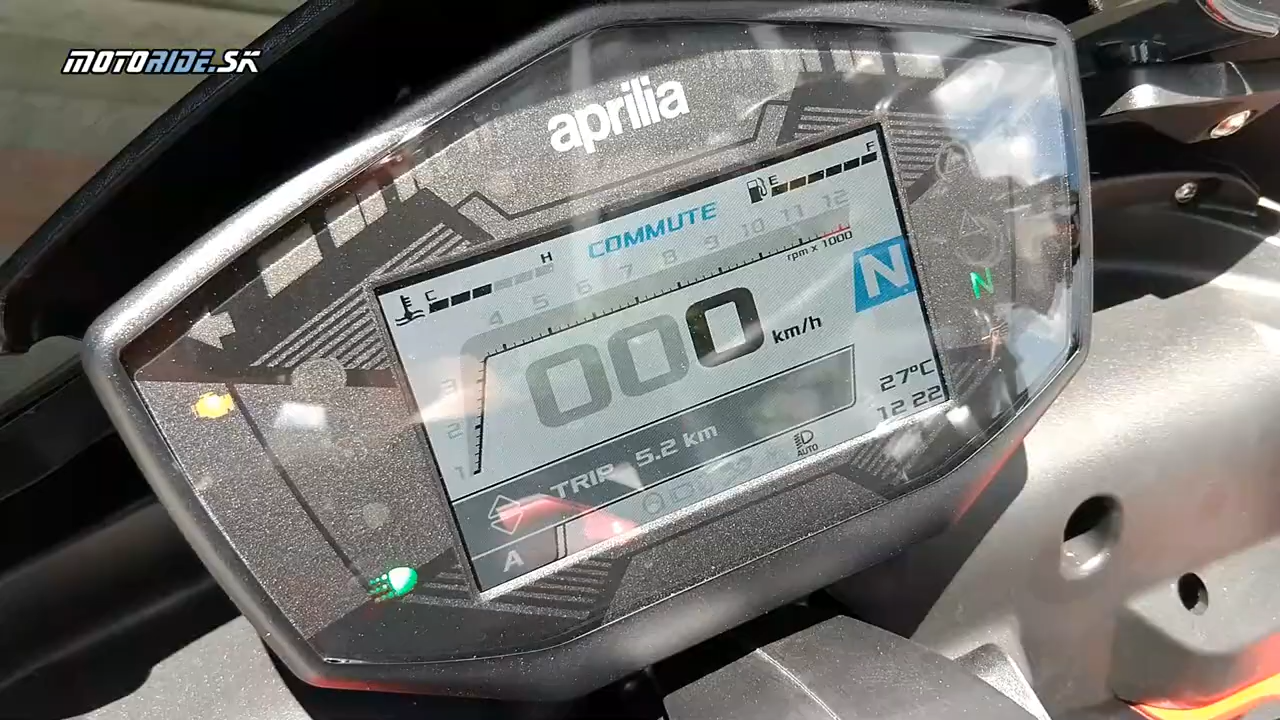 MOTORIDE.SK
aprilia
E F
C H
COMMUTE
1 2 3 4 5 6 7 8 9 10 11 12
rpm x 1000
N
N
000 km/h
27°C
12 22
TRIP 5.2 km
AUTO
A